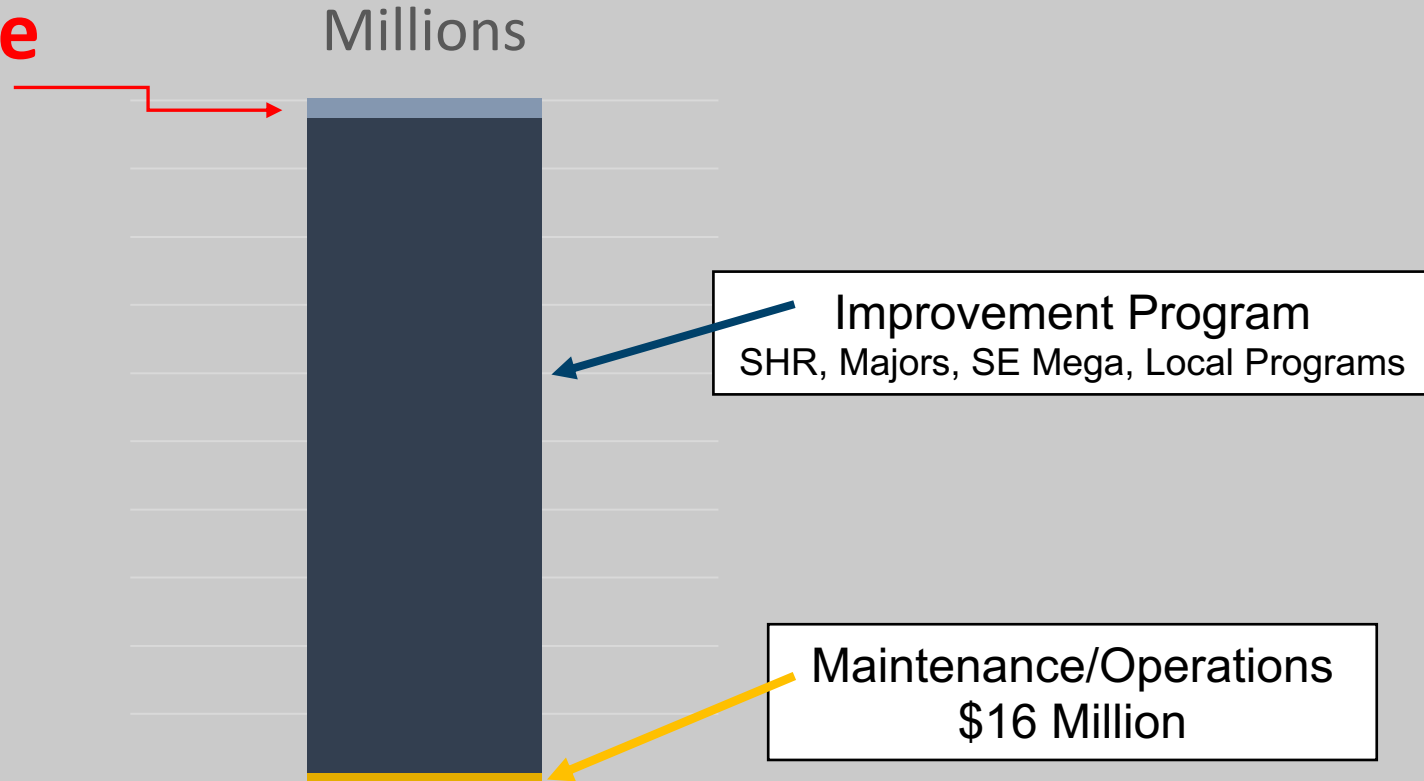 Millions
Improvement Program
SHR, Majors, SE Mega, Local Programs
Maintenance/Operations
$16 Million